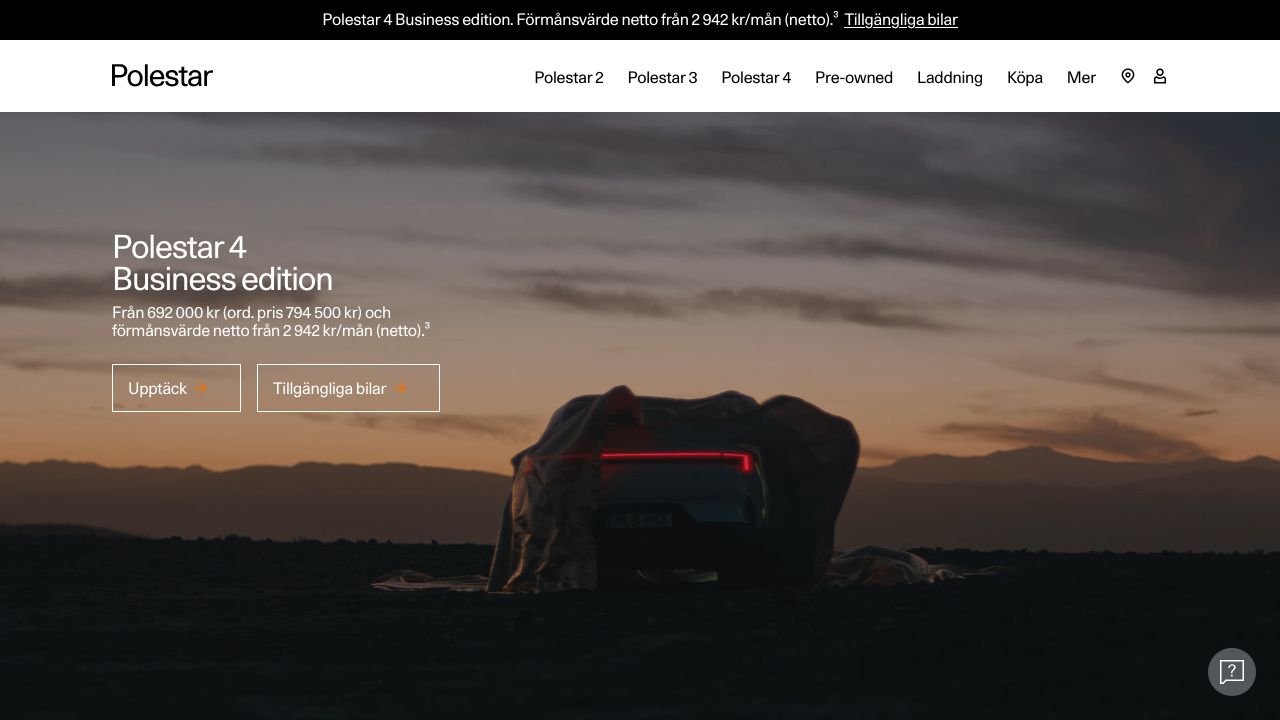 Polestar 4 Business edition. Förmånsvärde netto från 2 942 kr/mån (netto).³ Tillgängliga bilar
Polestar
Polestar 2
Polestar 3
Polestar 4
Pre-owned
Laddning
Köpa
Mer
Polestar 4
Business edition
Från 692 000 kr (ord. pris 794 500 kr) och
förmånsvärde netto från 2 942 kr/mån (netto).³
Upptäck
Tillgängliga bilar